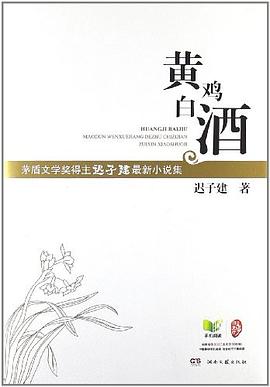 黄鸡白酒
HUANGJI BAIJIU
MAODUN WENXUEJIANG DEZHU CHIZIJIAN
ZUIXIN XIAOSHUOJI
茅盾文学奖得主迟子建最新小说集
迟子建 著
湖南文艺出版社